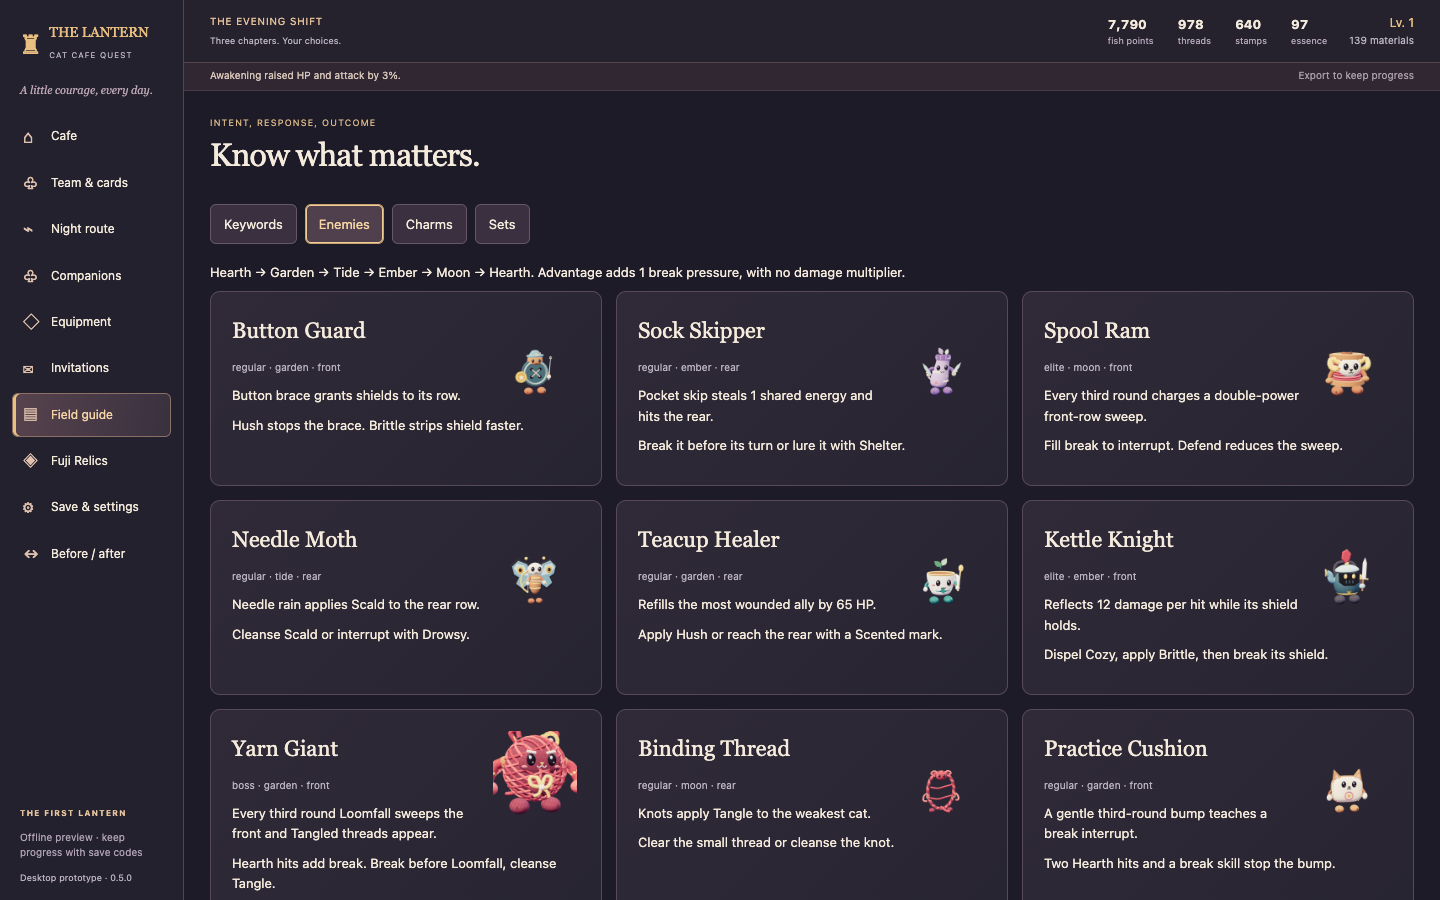 THE LANTERN
CAT CAFE QUEST
A little courage, every day.
Cafe
Team & cards
Night route
Companions
Equipment
Invitations
Field guide
Fuji Relics
Save & settings
Before / after
THE FIRST LANTERN
Offline preview · keep
progress with save codes
Desktop prototype · 0.5.0
THE EVENING SHIFT
Three chapters. Your choices.
7,790
fish points
978
threads
640
stamps
97
essence
Lv. 1
139 materials
Awakening raised HP and attack by 3%.
Export to keep progress
INTENT, RESPONSE, OUTCOME
Know what matters.
Keywords
Enemies
Charms
Sets
Hearth → Garden → Tide → Ember → Moon → Hearth. Advantage adds 1 break pressure, with no damage multiplier.
Button Guard
regular · garden · front
Button brace grants shields to its row.
Hush stops the brace. Brittle strips shield faster.
Sock Skipper
regular · ember · rear
Pocket skip steals 1 shared energy and
hits the rear.
Break it before its turn or lure it with Shelter.
Spool Ram
elite · moon · front
Every third round charges a double-power
front-row sweep.
Fill break to interrupt. Defend reduces the sweep.
Needle Moth
regular · tide · rear
Needle rain applies Scald to the rear row.
Cleanse Scald or interrupt with Drowsy.
Teacup Healer
regular · garden · rear
Refills the most wounded ally by 65 HP.
Apply Hush or reach the rear with a Scented mark.
Kettle Knight
elite · ember · front
Reflects 12 damage per hit while its shield
holds.
Dispel Cozy, apply Brittle, then break its shield.
Yarn Giant
boss · garden · front
Every third round Loomfall sweeps the
front and Tangled threads appear.
Hearth hits add break. Break before Loomfall, cleanse
Tangle.
Binding Thread
regular · moon · rear
Knots apply Tangle to the weakest cat.
Clear the small thread or cleanse the knot.
Practice Cushion
regular · garden · front
A gentle third-round bump teaches a
break interrupt.
Two Hearth hits and a break skill stop the bump.